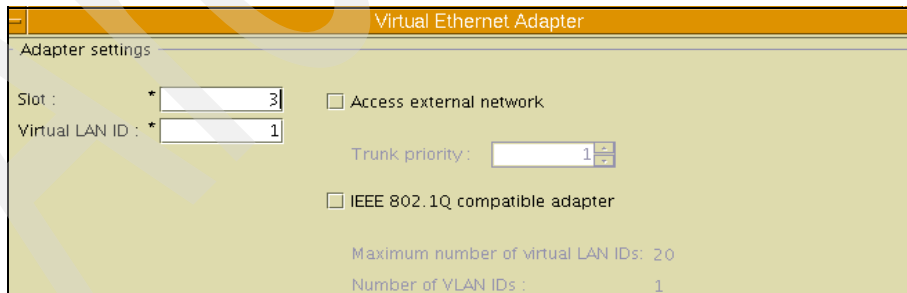 Virtual Ethernet Adapter
Adapter settings
Slot : * 3
Access external network
Virtual LAN ID : * 1
Trunk priority : 1
IEEE 802.1Q compatible adapter
Maximum number of virtual LAN IDs: 20
Number of VLAN IDs : 1